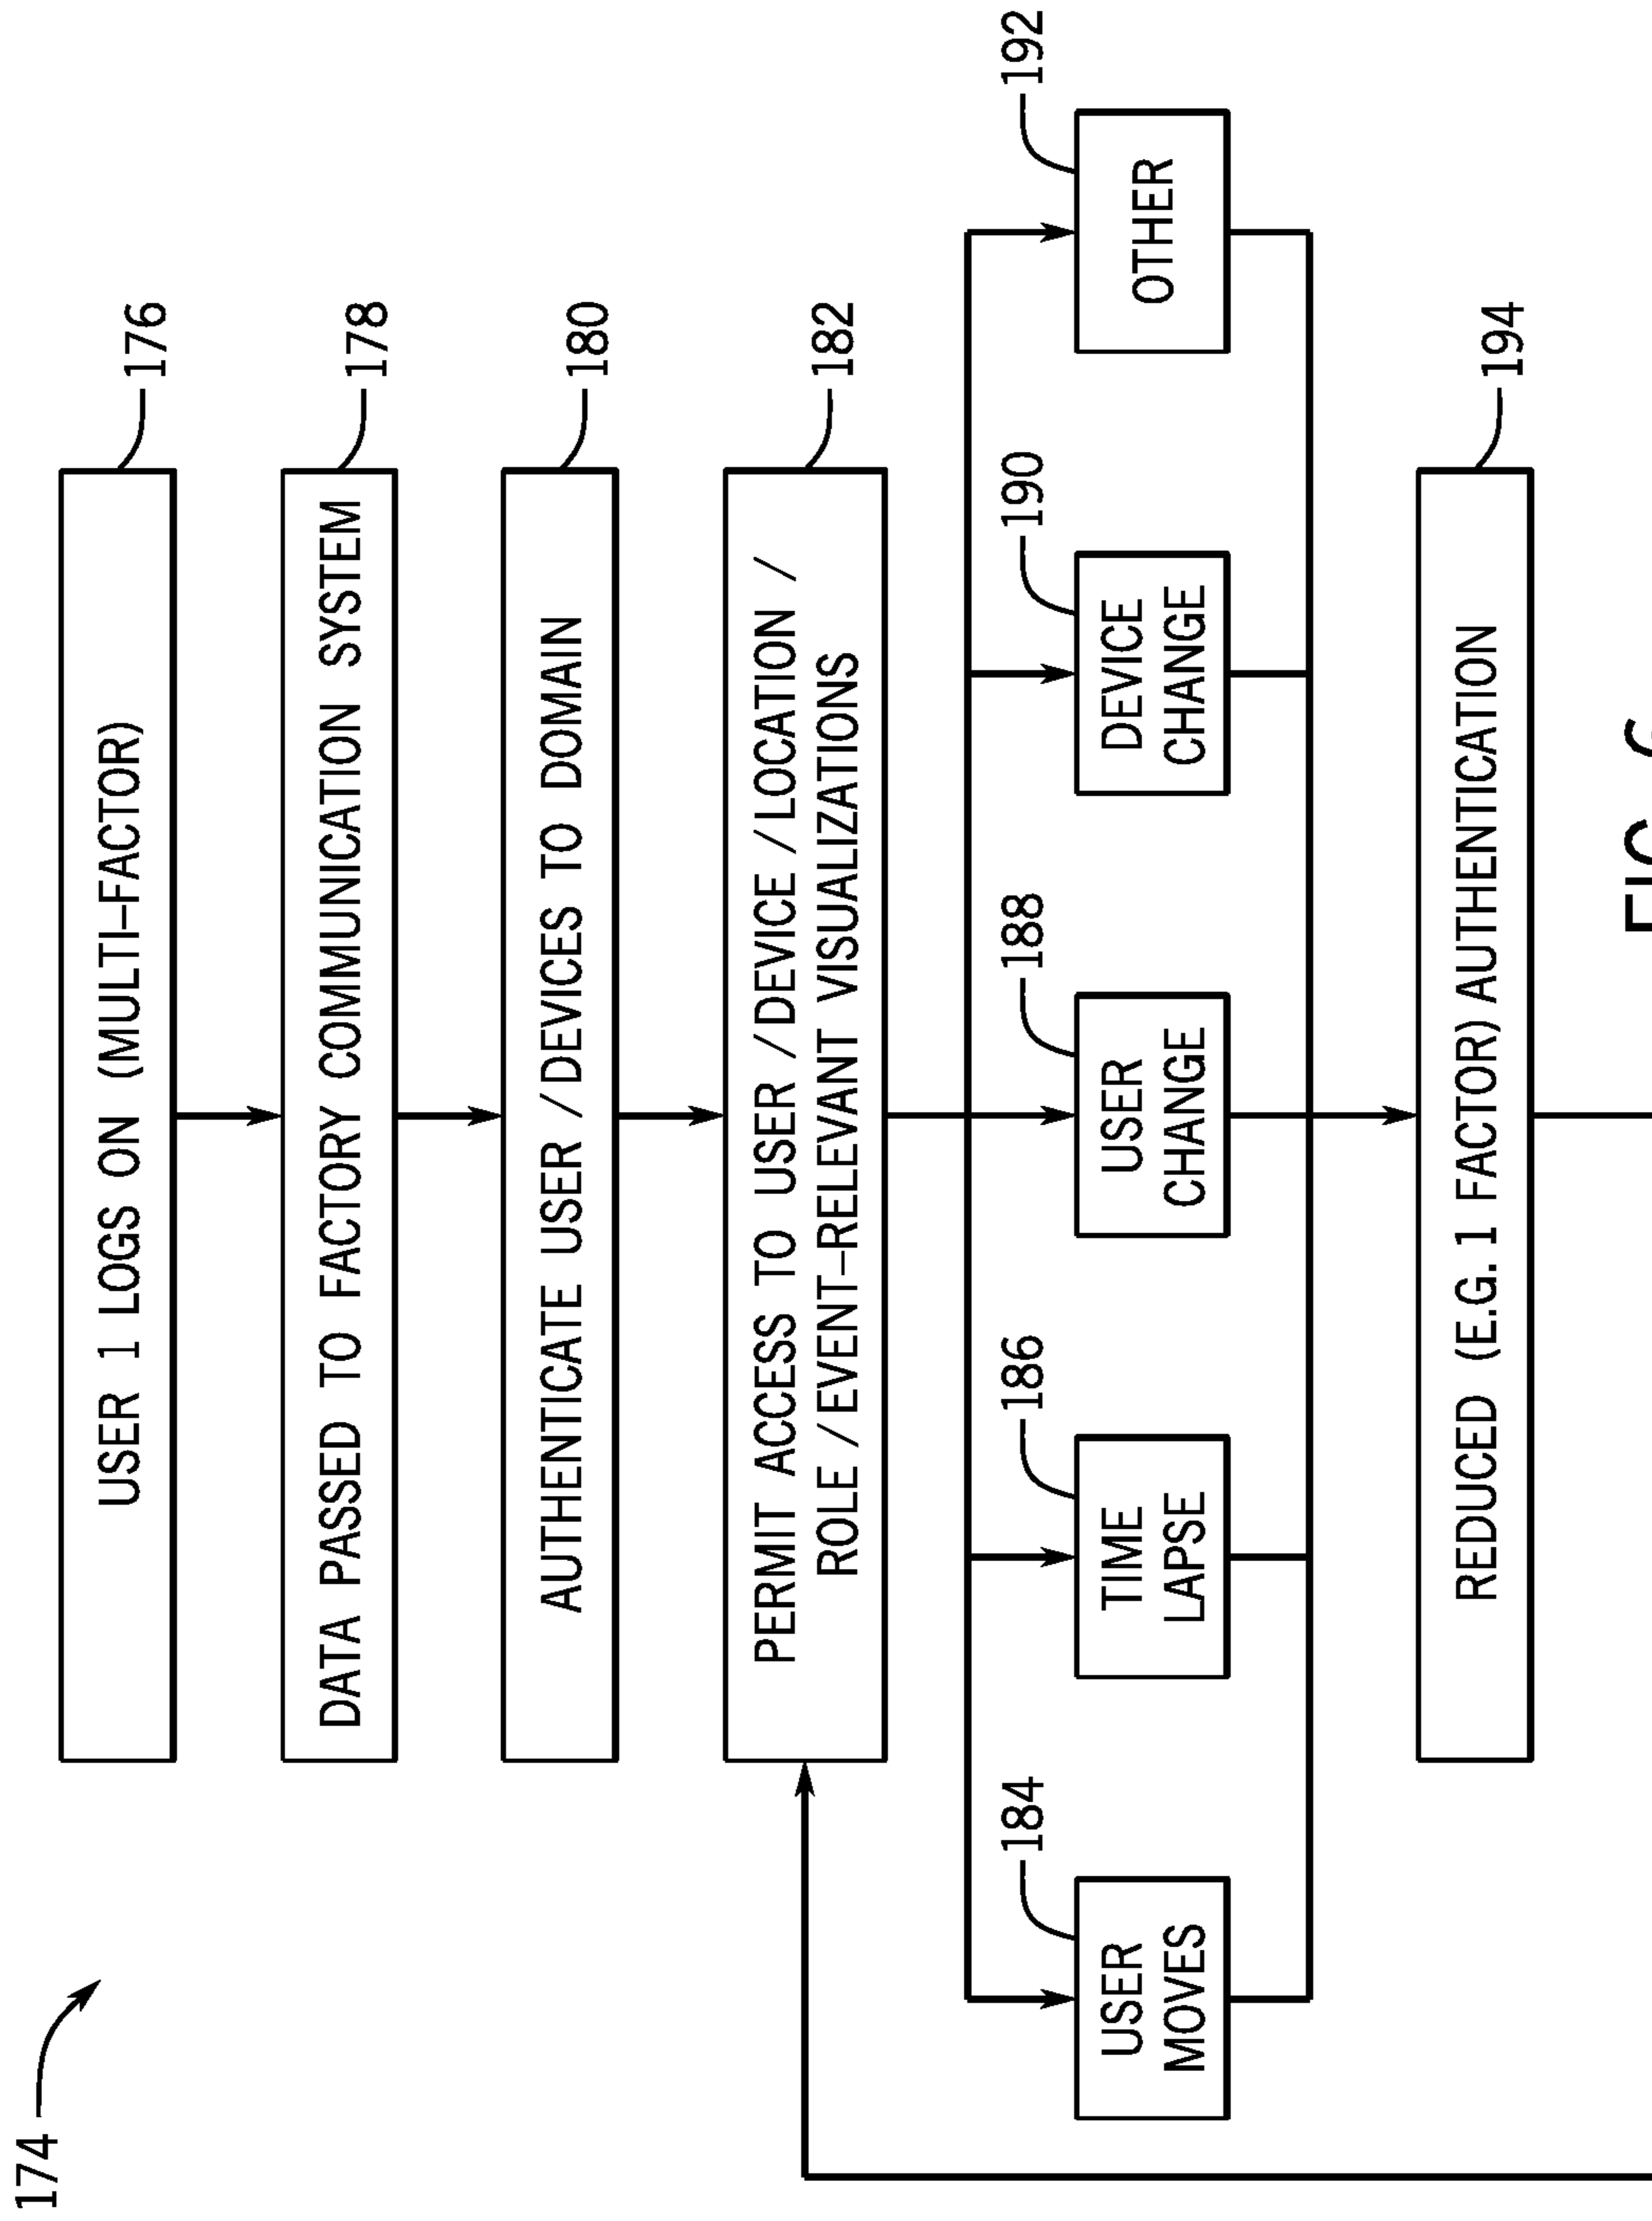 174
USER 1 LOGS ON (MULTI-FACTOR)
176
DATA PASSED TO FACTORY COMMUNICATION SYSTEM
178
AUTHENTICATE USER/DEVICES TO DOMAIN
180
PERMIT ACCESS TO USER/DEVICE/LOCATION/
ROLE/EVENT-RELEVANT VISUALIZATIONS
182
184
USER
MOVES
186
TIME
LAPSE
188
USER
CHANGE
190
DEVICE
CHANGE
192
OTHER
REDUCED (E.G. 1 FACTOR) AUTHENTICATION
194